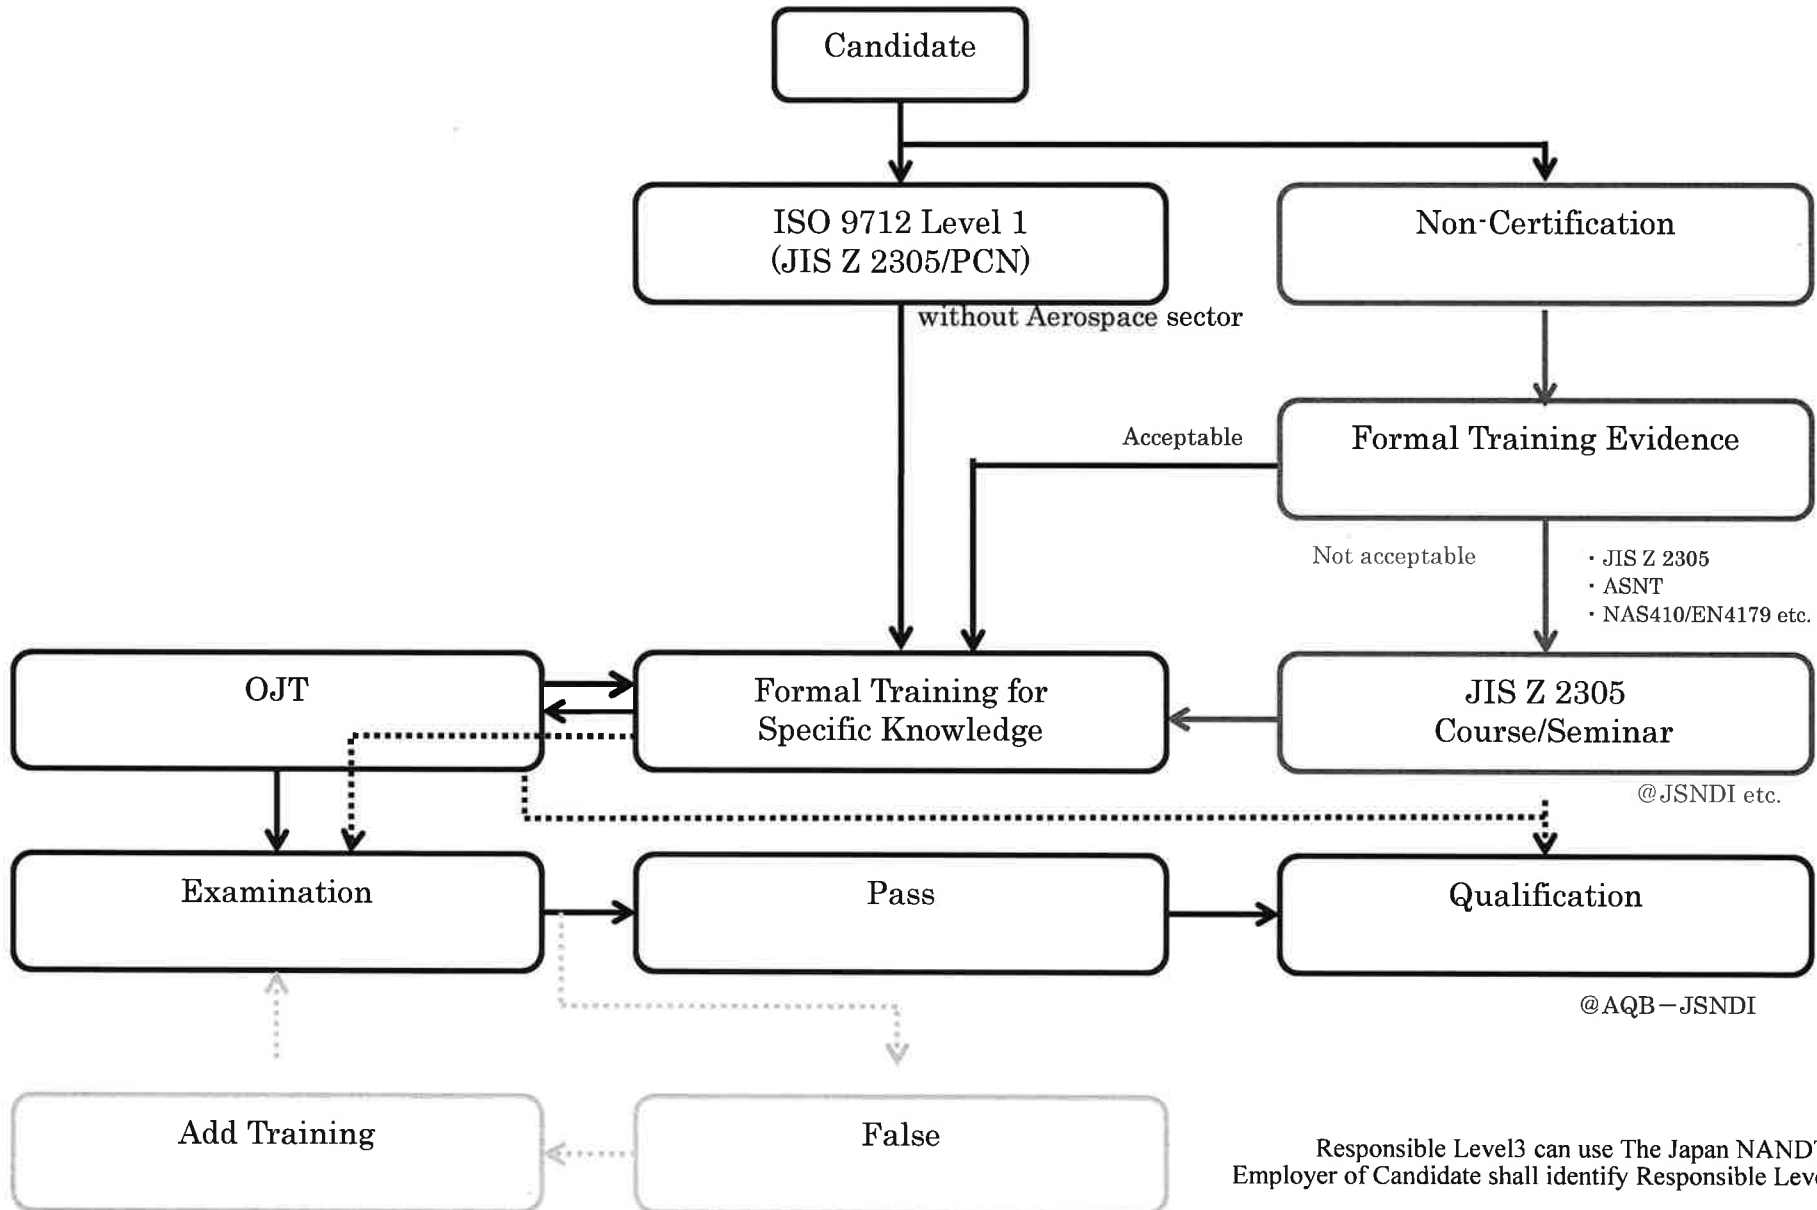 Candidate
ISO 9712 Level 1
(JIS Z 2305/PCN)
Non-Certification
without Aerospace sector
Acceptable
Formal Training Evidence
Not acceptable
・JIS Z 2305
・ASNT
・NAS410/EN4179 etc.
OJT
Formal Training for
Specific Knowledge
JIS Z 2305
Course/Seminar
@JSNDI etc.
Examination
Pass
Qualification
@AQB－JSNDI
Add Training
False
Responsible Level3 can use The Japan
Employer of Candidate shall identify Responsible